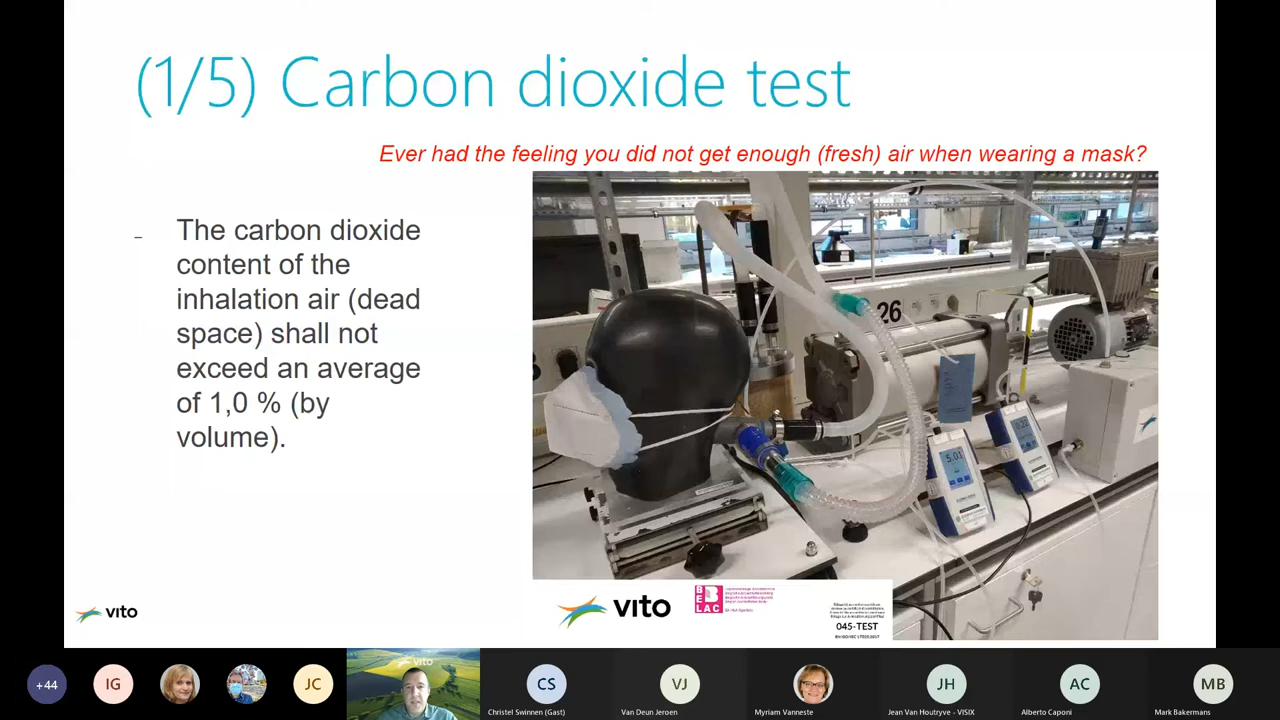 (1/5) Carbon dioxide test
Ever had the feeling you did not get enough (fresh) air when wearing a mask?
– The carbon dioxide
content of the
inhalation air (dead
space) shall not
exceed an average
of 1,0 % (by
volume).
26
5.01
vito
vito
BELAC
045-TEST
vito
+44
IG
JC
CS
Christel Swinnen (Gast)
VJ
Van Deun Jeroen
Myriam Vanneste
JH
Jean Van Houtryve - VISIX
AC
Alberto Caponi
MB
Mark Bakermans